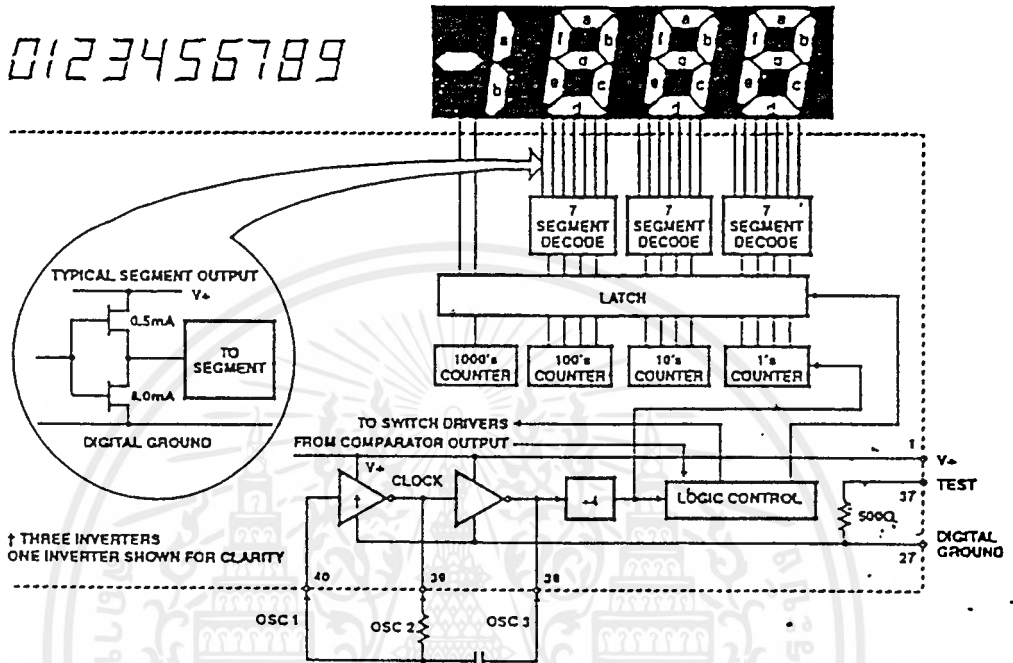 0123456789
a
b
a
f
b
g
e
c
a
f
b
g
e
c
a
f
b
g
e
c
7
SEGMENT
DECODE
7
SEGMENT
DECODE
7
SEGMENT
DECODE
TYPICAL SEGMENT OUTPUT
V+
0.5mA
TO
SEGMENT
8.0mA
DIGITAL GROUND
LATCH
1000's
COUNTER
100's
COUNTER
10's
COUNTER
1's
COUNTER
TO SWITCH DRIVERS
FROM COMPARATOR OUTPUT
V+
CLOCK
†
÷4
LOGIC CONTROL
1
V+
TEST
37
500Ω
DIGITAL
GROUND
27
† THREE INVERTERS
ONE INVERTER SHOWN FOR CLARITY
40
39
38
OSC 1
OSC 2
OSC 3